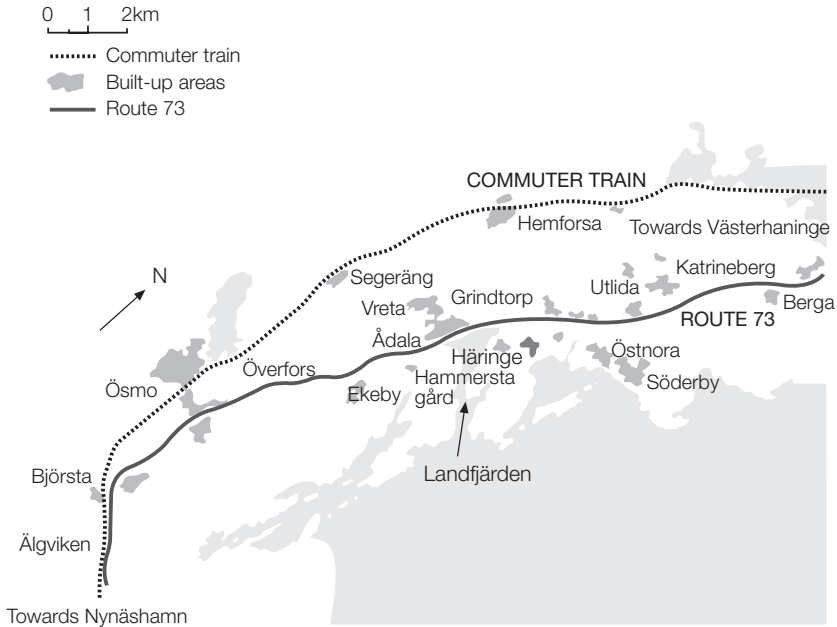 0 1 2km
Commuter train
Built-up areas
Route 73
COMMUTER TRAIN
Hemforsa
Towards Västerhaninge
N
Segeräng
Katrineberg
Utlida
Grindtorp
Vreta
Berga
ROUTE 73
Ådala
Häringe
Östnora
Överfors
Hammersta
gård
Söderby
Ösmo
Ekeby
Landfjärden
Björsta
Älgviken
Towards Nynäshamn